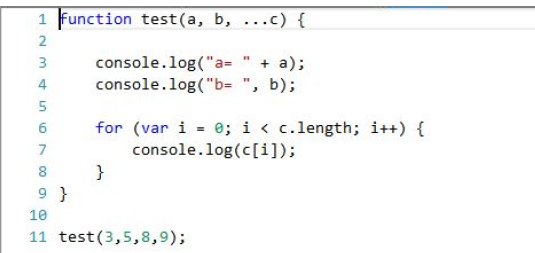 1 function test(a, b, ...c) {
2
3     console.log("a= " + a);
4     console.log("b= ", b);
5
6     for (var i = 0; i < c.length; i++) {
7         console.log(c[i]);
8     }
9 }
10
11 test(3,5,8,9);